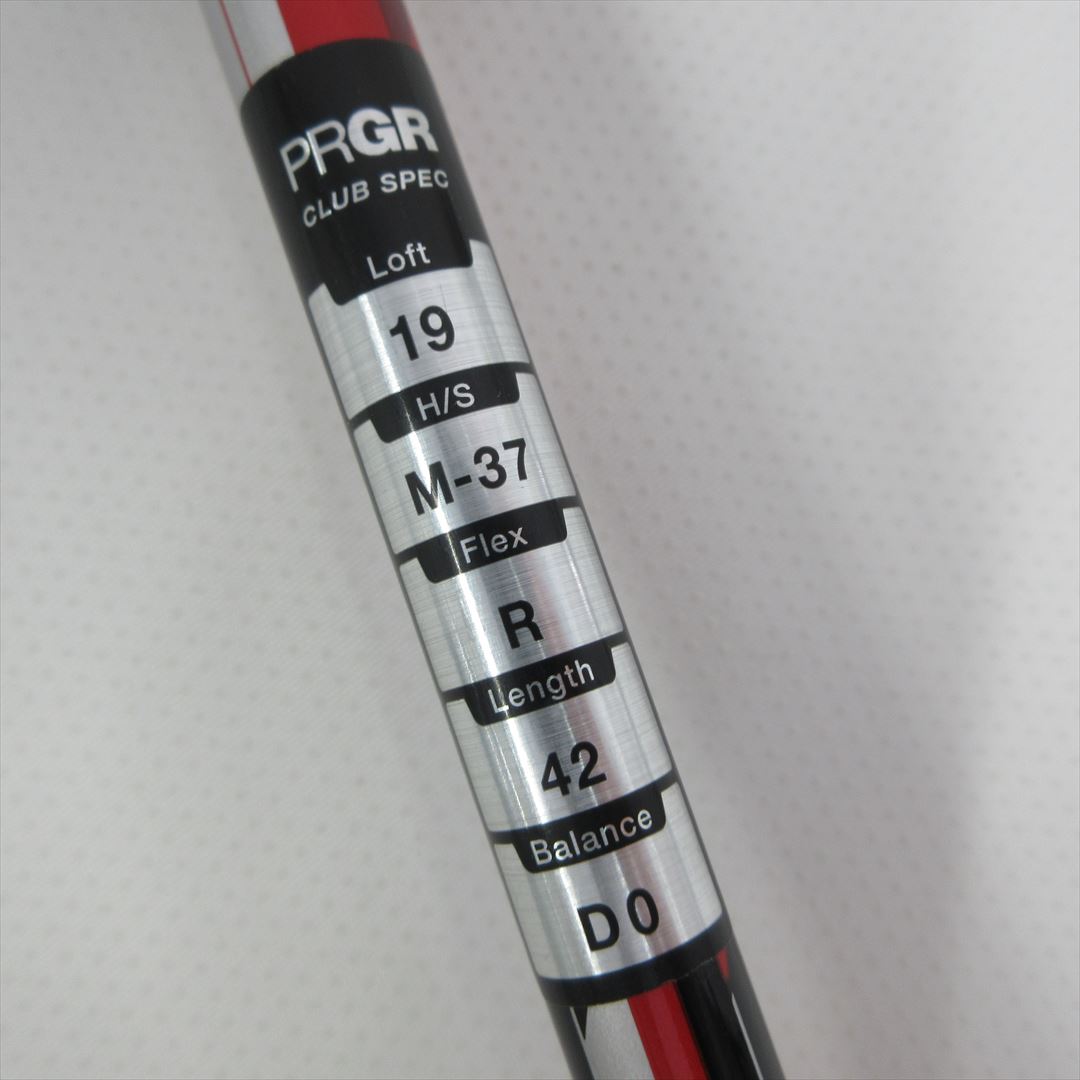 PRGR
CLUB SPEC
Loft
19
H/S
M-37
Flex
R
Length
42
Balance
D0